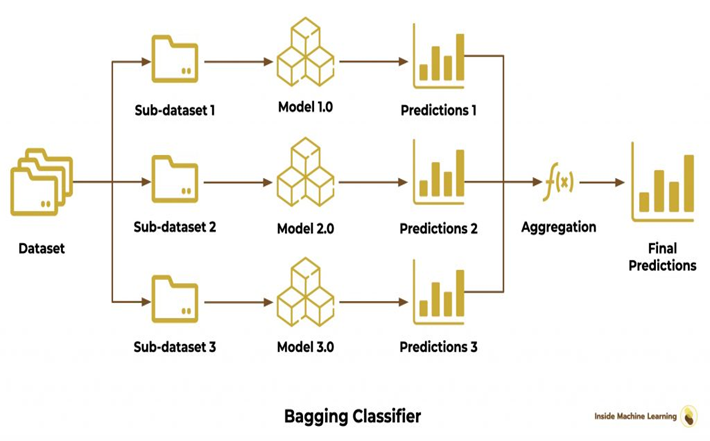 Sub-dataset 1
Model 1.0
Predictions 1
Dataset
Sub-dataset 2
Model 2.0
Predictions 2
f(x)
Aggregation
Final
Predictions
Sub-dataset 3
Model 3.0
Predictions 3
Bagging Classifier
Inside Machine Learning